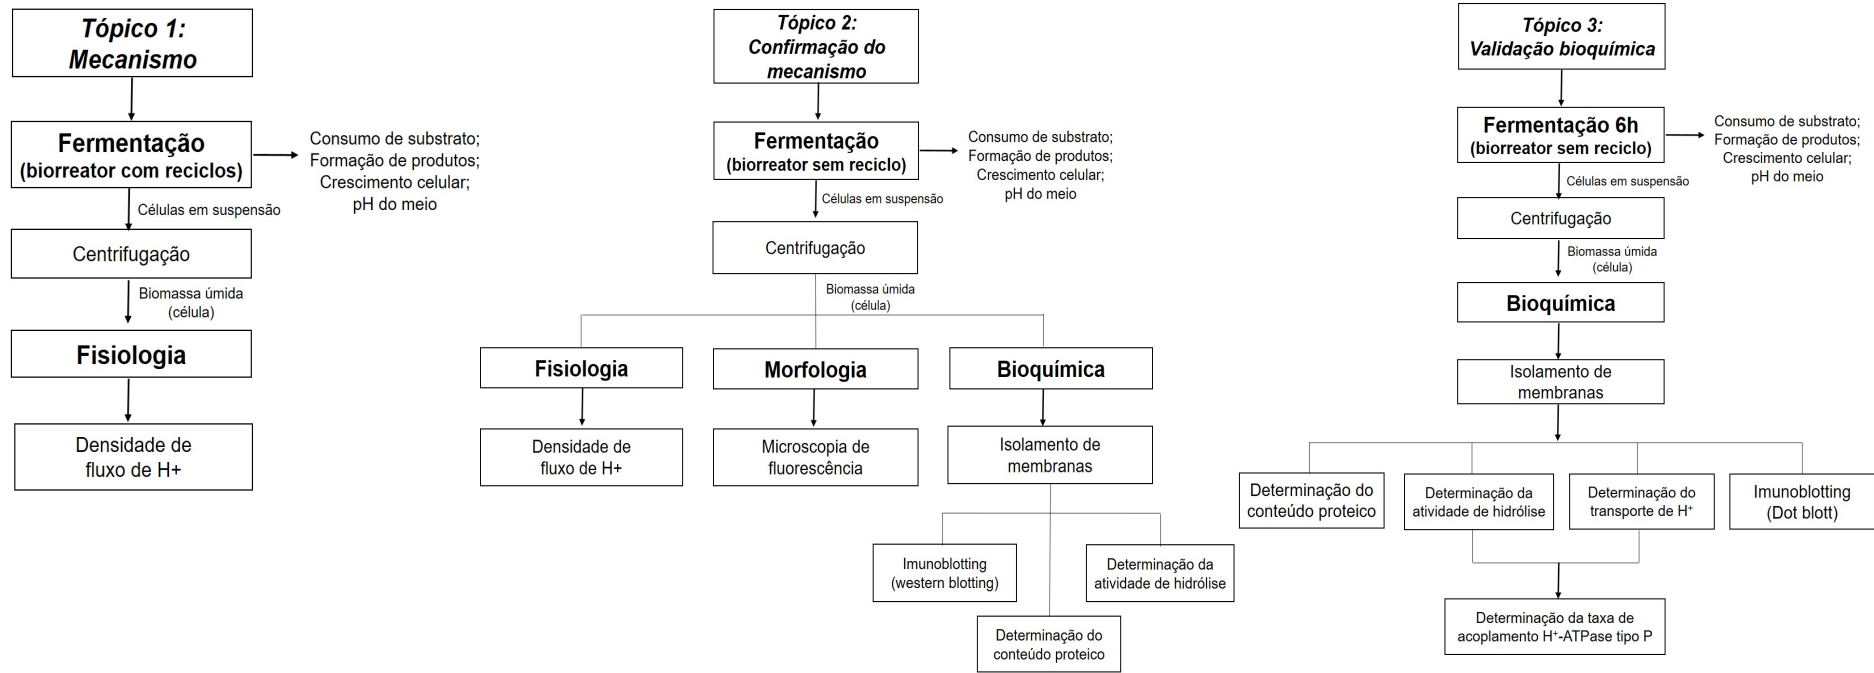 Tópico 1:
Mecanismo
Fermentação
(biorreator com reciclos)
Consumo de substrato;
Formação de produtos;
Crescimento celular;
pH do meio
Células em suspensão
Centrifugação
Biomassa úmida
(célula)
Fisiologia
Densidade de
fluxo de H+
Tópico 2:
Confirmação do
mecanismo
Fermentação
(biorreator sem reciclo)
Consumo de substrato;
Formação de produtos;
Crescimento celular;
pH do meio
Células em suspensão
Centrifugação
Biomassa úmida
(célula)
Fisiologia
Densidade de
fluxo de H+
Morfologia
Microscopia de
fluorescência
Bioquímica
Isolamento de
membranas
Imunoblotting
(western blotting)
Determinação do
conteúdo proteico
Determinação da
atividade de hidrólise
Tópico 3:
Validação bioquímica
Fermentação 6h
(biorreator sem reciclo)
Consumo de substrato;
Formação de produtos;
Crescimento celular;
pH do meio
Células em suspensão
Centrifugação
Biomassa úmida
(célula)
Bioquímica
Isolamento de
membranas
Determinação do
conteúdo proteico
Determinação da
atividade de hidrólise
Determinação do
transporte de H⁺
Imunoblotting
(Dot blott)
Determinação da taxa de
acoplamento H⁺-ATPase tipo P